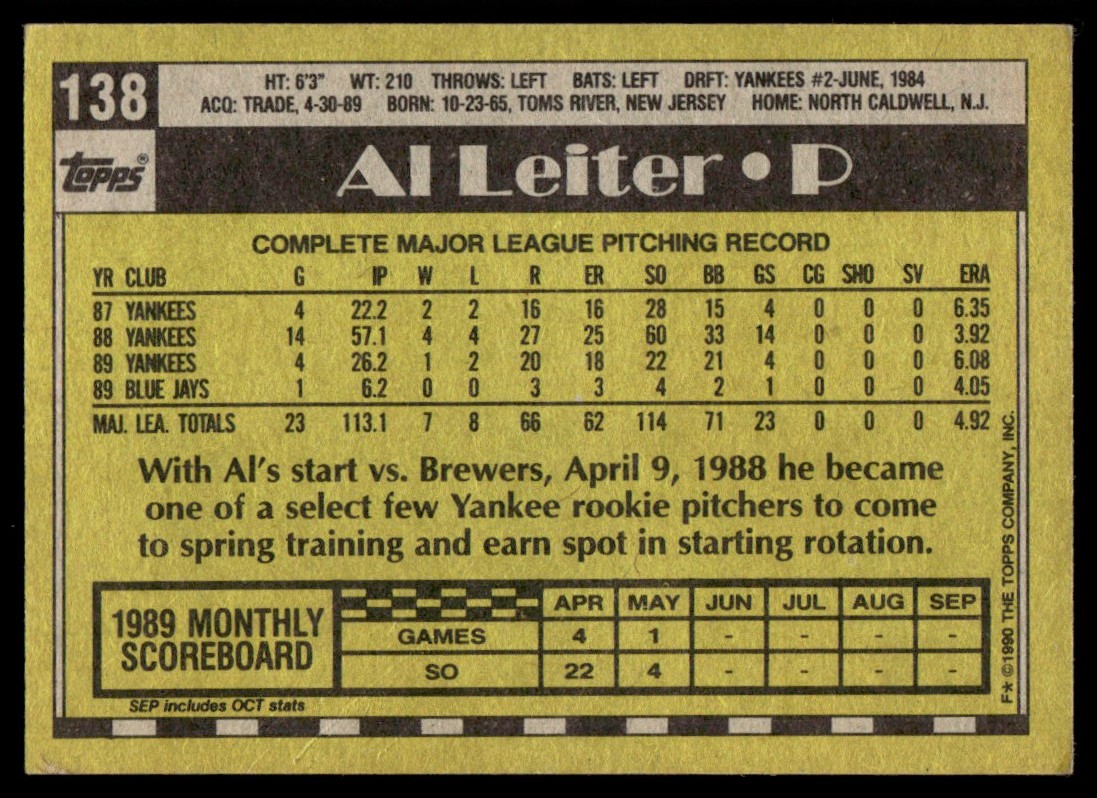 138
HT: 6'3" WT: 210 THROWS: LEFT BATS: LEFT DRFT: YANKEES #2-JUNE, 1984
ACQ: TRADE, 4-30-89 BORN: 10-23-65, TOMS RIVER, NEW JERSEY HOME: NORTH CALDWELL, N.J.
topps®
Al Leiter • P
COMPLETE MAJOR LEAGUE PITCHING RECORD
YR CLUB G IP W L R ER SO BB GS CG SHO SV ERA
87 YANKEES 4 22.2 2 2 16 16 28 15 4 0 0 0 6.35
88 YANKEES 14 57.1 4 4 27 25 60 33 14 0 0 0 3.92
89 YANKEES 4 26.2 1 2 20 18 22 21 4 0 0 0 6.08
89 BLUE JAYS 1 6.2 0 0 3 3 4 2 1 0 0 0 4.05
MAJ. LEA. TOTALS 23 113.1 7 8 66 62 114 71 23 0 0 0 4.92
With Al's start vs. Brewers, April 9, 1988 he became
one of a select few Yankee rookie pitchers to come
to spring training and earn spot in starting rotation.
1989 MONTHLY
SCOREBOARD
APR MAY JUN JUL AUG SEP
GAMES 4 1 - - - -
SO 22 4 - - - -
SEP includes OCT stats
F* ©1990 THE TOPPS COMPANY, INC.